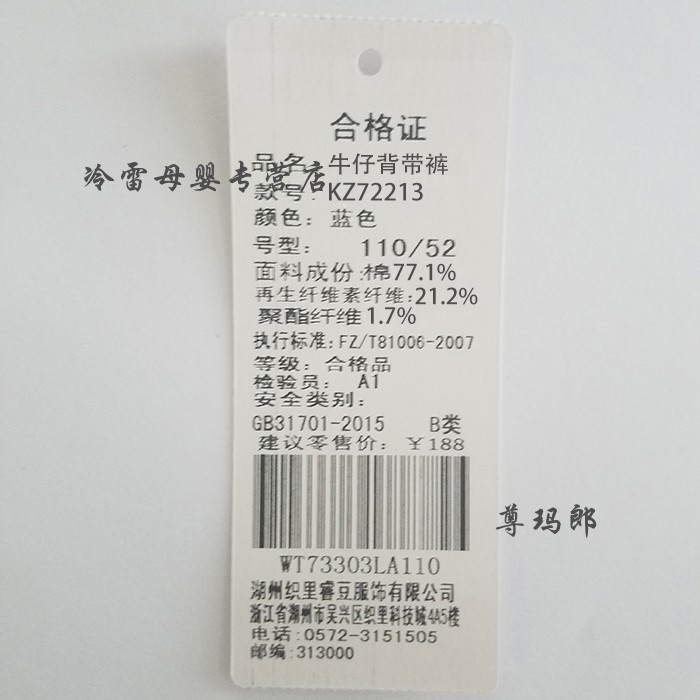 合格证
品名：牛仔背带裤
冷雷母婴专营店
款号：KZ72213
颜色：蓝色
号型：110/52
面料成份:棉77.1%
再生纤维素纤维:21.2%
聚酯纤维1.7%
执行标准:FZ/T81006-2007
等级：合格品
检验员：A1
安全类别：
GB31701-2015 B类
建议零售价：￥188
尊玛郎
WT73303LA110
湖州织里睿豆服饰有限公司
浙江省湖州市吴兴区织里科技城4A5楼
电话:0572-3151505
邮编:313000